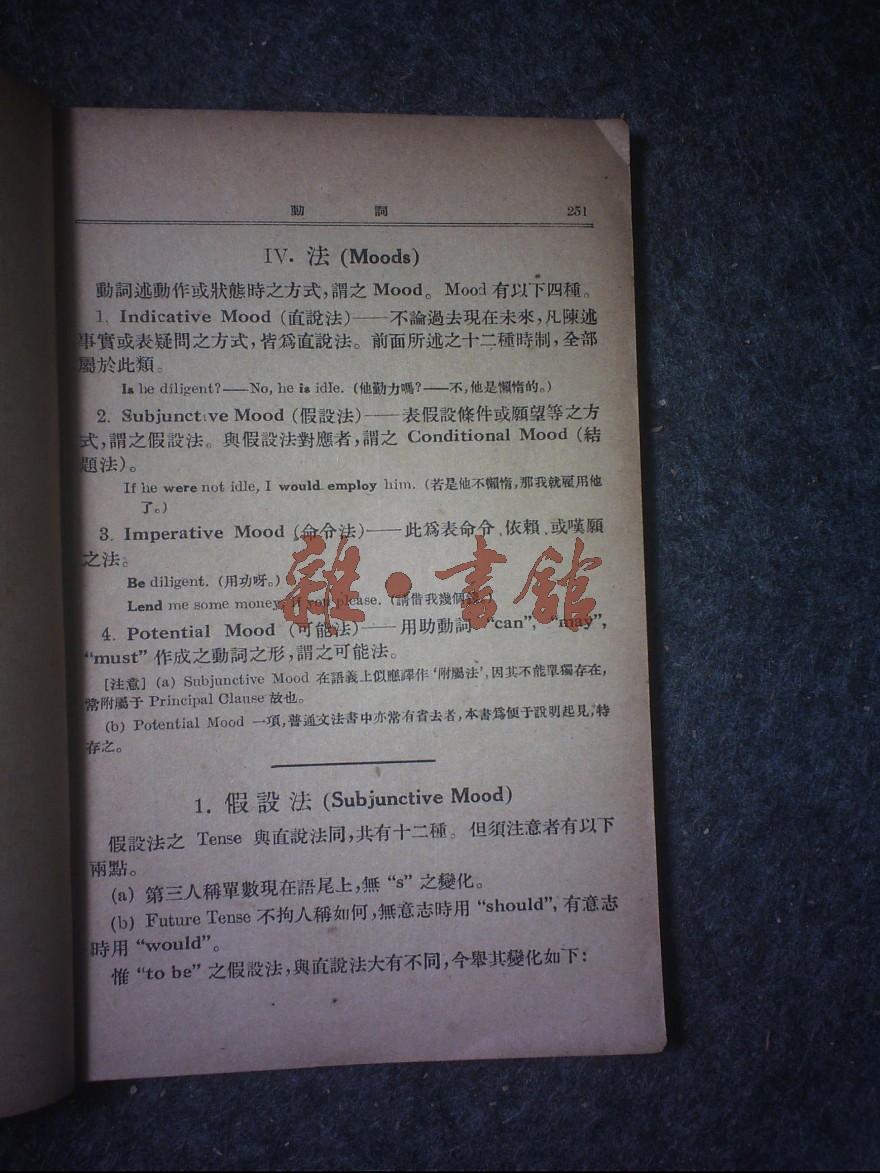 動 詞 251
IV. 法 (Moods)
動詞述動作或狀態時之方式,謂之 Mood。Mood 有以下四種。
1. Indicative Mood (直說法)——不論過去現在未來,凡陳述
事實或表疑問之方式,皆爲直說法。前面所述之十二種時制,全部
屬於此類。
Is he diligent?——No, he is idle. (他勤力嗎?——不,他是懶惰的。)
2. Subjunctive Mood (假設法)——表假設條件或願望等之方
式,謂之假設法。與假設法對應者,謂之 Conditional Mood (結
題法)。
If he were not idle, I would employ him. (若是他不懶惰,那我就雇用他
了。)
3. Imperative Mood (命令法)——此爲表命令、依賴、或嘆願
之法。
Be diligent. (用功呀。)
Lend me some money, if you please. (請借我幾個錢。)
雜·書館
4. Potential Mood (可能法)——用助動詞 “can”, “may”,
“must” 作成之動詞之形,謂之可能法。
[注意] (a) Subjunctive Mood 在語義上似應譯作 ‘附屬法’,因其不能單獨存在,
常附屬于 Principal Clause 故也。
(b) Potential Mood 一項,普通文法書中亦常有省去者,本書爲便于說明起見,特
存之。
1. 假設法 (Subjunctive Mood)
假設法之 Tense 與直說法同,共有十二種。但須注意者有以下
兩點。
(a) 第三人稱單數現在語尾上,無 “s” 之變化。
(b) Future Tense 不拘人稱如何,無意志時用 “should”, 有意志
時用 “would”。
惟 “to be” 之假設法,與直說法大有不同,今舉其變化如下: